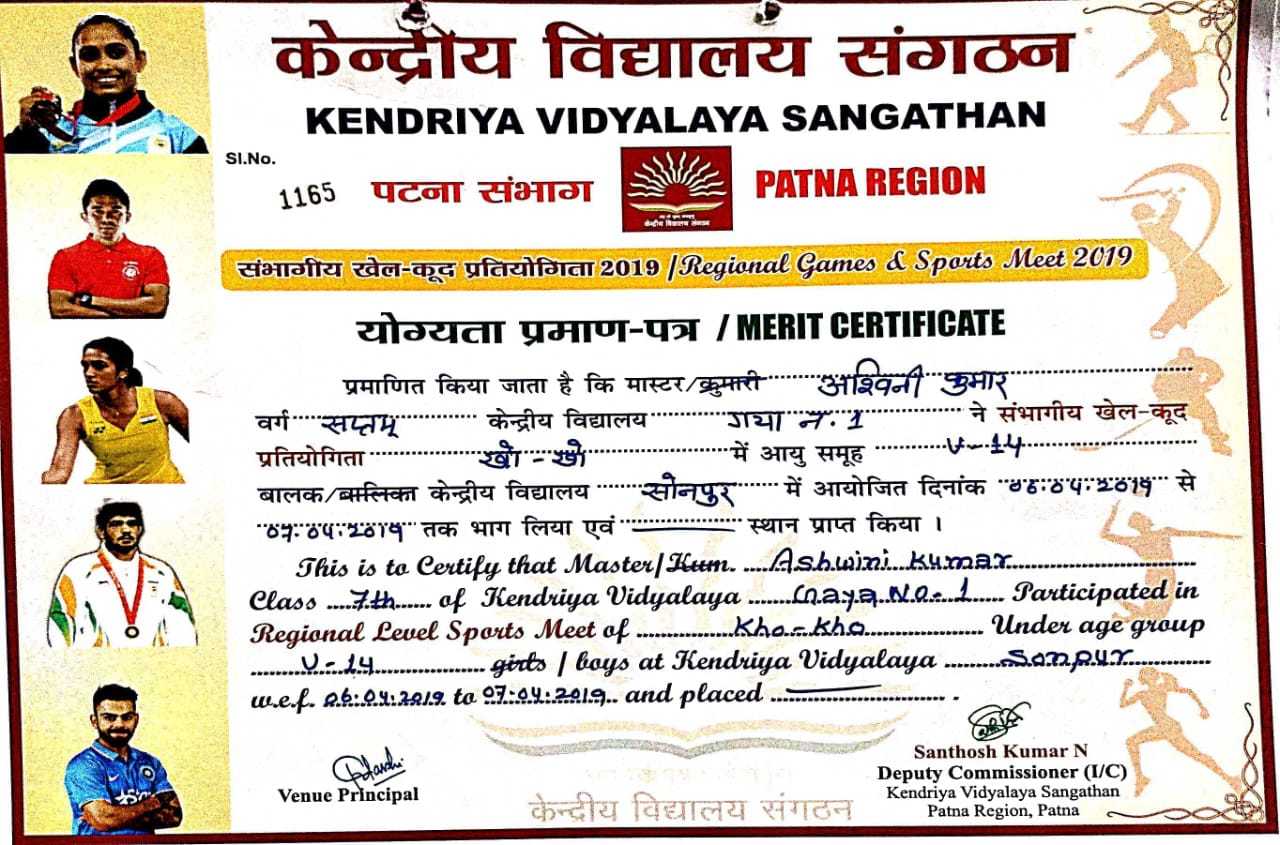 केन्द्रीय विद्यालय संगठन
KENDRIYA VIDYALAYA SANGATHAN
Sl.No.
1165 पटना संभाग PATNA REGION
केन्द्रीय विद्यालय संगठन
संभागीय खेल-कूद प्रतियोगिता 2019 / Regional Games & Sports Meet 2019
योग्यता प्रमाण-पत्र / MERIT CERTIFICATE
प्रमाणित किया जाता है कि मास्टर/कुमारी अश्विनी कुमार
वर्ग सप्तम् केन्द्रीय विद्यालय गया न. 1 ने संभागीय खेल-कूद
प्रतियोगिता खो-खो में आयु समूह U-14
बालक/बालिका केन्द्रीय विद्यालय सोनपुर में आयोजित दिनांक 06.04.2019 से
07.04.2019 तक भाग लिया एवं स्थान प्राप्त किया ।
This is to Certify that Master/Kum. Ashwini Kumar
Class 7th of Kendriya Vidyalaya Gaya NO-1 Participated in
Regional Level Sports Meet of Kho-Kho Under age group
U-14 girls / boys at Kendriya Vidyalaya Sonpur
w.e.f. 06.04.2019 to 07.04.2019 and placed
Venue Principal
Santhosh Kumar N
Deputy Commissioner (I/C)
Kendriya Vidyalaya Sangathan
Patna Region, Patna
केन्द्रीय विद्यालय संगठन